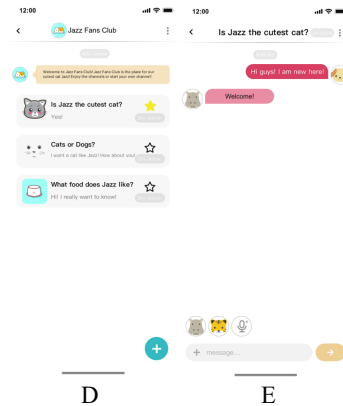 12:00
Jazz Fans Club
Welcome to Jazz Fans Club! Jazz Fans Club is the place for our
cutest cat Jazz! Enjoy the channels or start your own channel!
Is Jazz the cutest cat?
Yes!
Cats or Dogs?
I want a cat like Jazz! How about you?
What food does Jazz like?
Hi! I really want to know!
D
12:00
Is Jazz the cutest cat?
Hi guys! I am new here!
Welcome!
message...
E